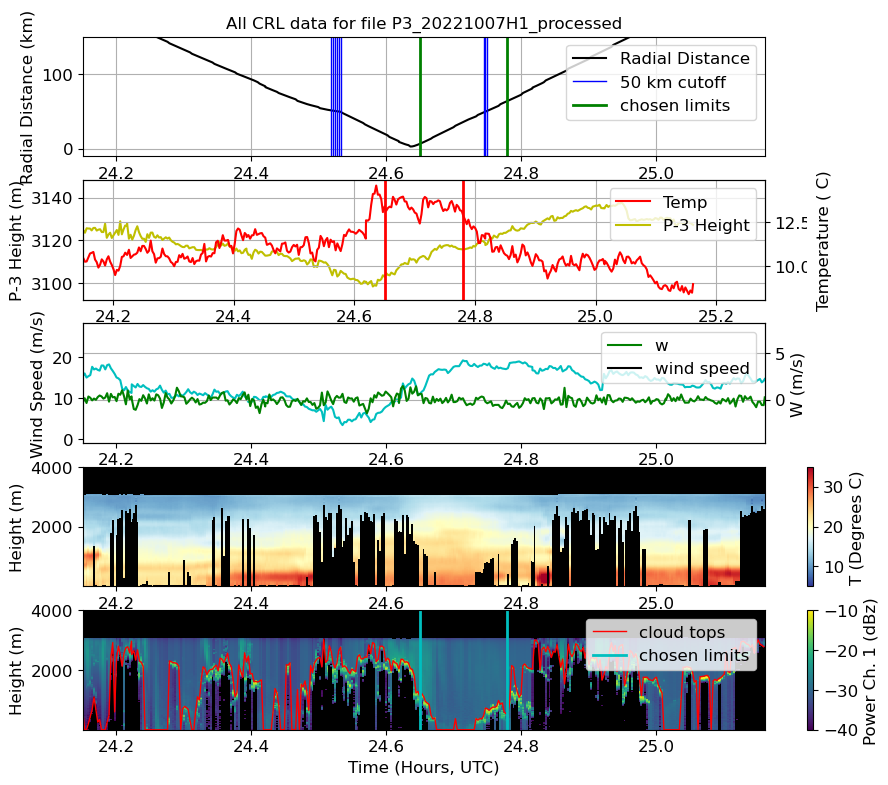 All CRL data for file P3_20221007H1_processed
Radial Distance (km)
100
0
Radial Distance
50 km cutoff
chosen limits
24.2 24.4 24.6 24.8 25.0
P-3 Height (m)
3140
3120
3100
Temp
P-3 Height
12.5
10.0
Temperature ( C)
24.2 24.4 24.6 24.8 25.0 25.2
Wind Speed (m/s)
20
10
0
w
wind speed
5
0
W (m/s)
24.2 24.4 24.6 24.8 25.0
Height (m)
4000
2000
30
20
10
T (Degrees C)
24.2 24.4 24.6 24.8 25.0
Height (m)
4000
2000
cloud tops
chosen limits
−10
−20
−30
−40
Power Ch. 1 (dBz)
24.2 24.4 24.6 24.8 25.0
Time (Hours, UTC)